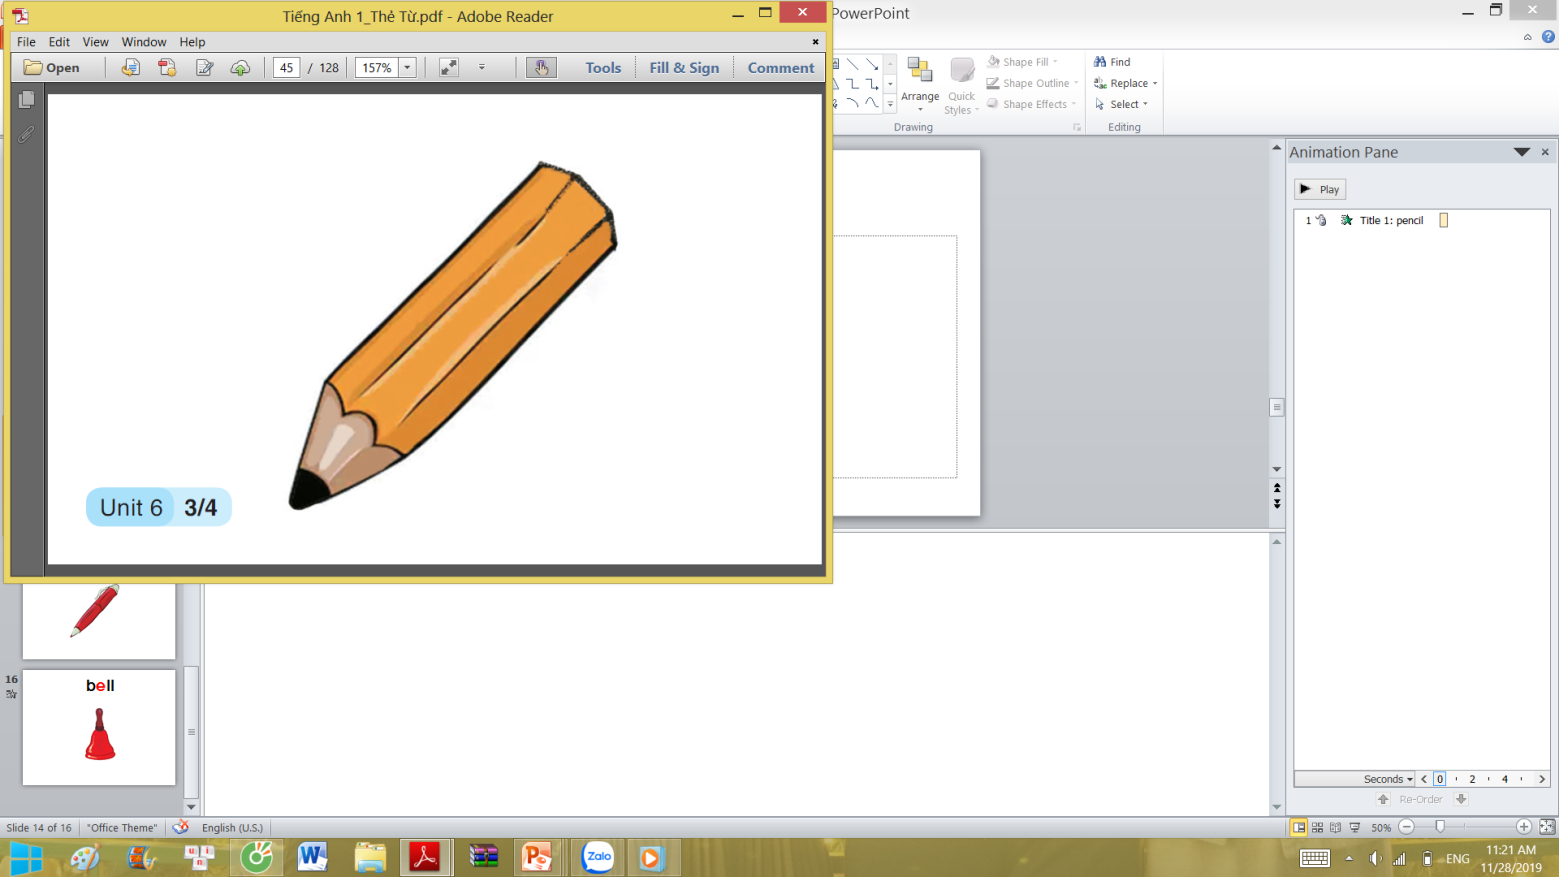 Tiếng Anh 1_Thẻ Từ.pdf - Adobe Reader
File Edit View Window Help
Open 45 / 128 157% Tools Fill & Sign Comment
Unit 6 3/4
PowerPoint
Arrange
Quick Styles
Shape Fill
Shape Outline
Shape Effects
Drawing
Find
Replace
Select
Editing
Animation Pane
Play
1 Title 1: pencil
Seconds 0 2 4
Re-Order
16
bell
Slide 14 of 16 "Office Theme" English (U.S.) 50%
u i n
W
Zalo
ENG
11:21 AM
11/28/2019